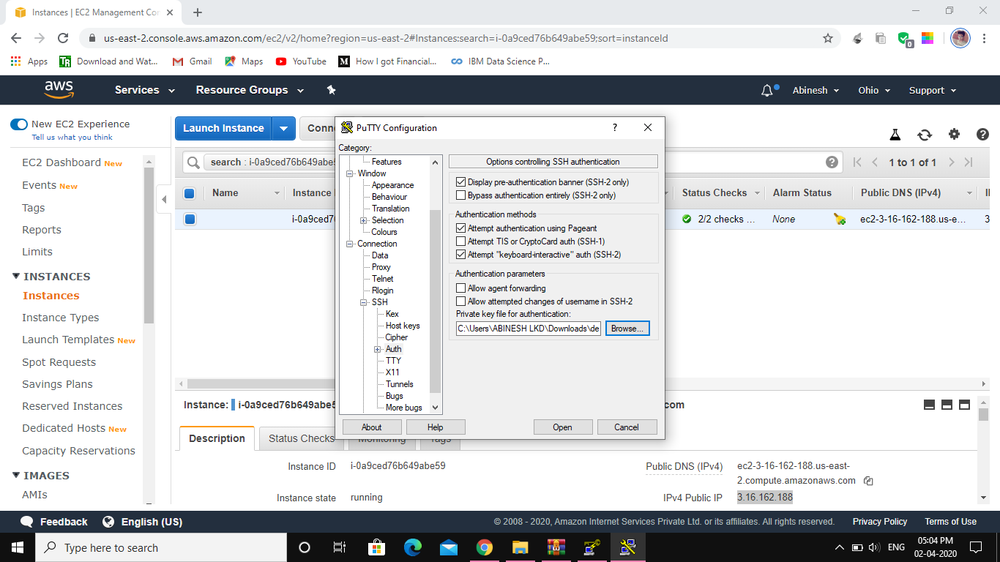 Instances | EC2 Management Con
us-east-2.console.aws.amazon.com/ec2/v2/home?region=us-east-2#Instances:search=i-0a9ced76b649abe59;sort=instanceId
Apps
TR Download and Wat...
Gmail
Maps
YouTube
M How I got Financial...
IBM Data Science P...
0
aws
Services
Resource Groups
Abinesh
Ohio
Support
New EC2 Experience
Tell us what you think
EC2 Dashboard New
Events New
Tags
Reports
Limits
INSTANCES
Instances
Instance Types
Launch Templates New
Spot Requests
Savings Plans
Reserved Instances
Dedicated Hosts New
Capacity Reservations
IMAGES
AMIs
Launch Instance
Conne
search : i-0a9ced76b649abe5
1 to 1 of 1
Name
Instance I
Status Checks
Alarm Status
Public DNS (IPv4)
i-0a9ced7
2/2 checks ...
None
ec2-3-16-162-188.us-e...
3
PuTTY Configuration
?
Category:
Features
Window
Appearance
Behaviour
Translation
Selection
Colours
Connection
Data
Proxy
Telnet
Rlogin
SSH
Kex
Host keys
Cipher
Auth
TTY
X11
Tunnels
Bugs
More bugs
Options controlling SSH authentication
Display pre-authentication banner (SSH-2 only)
Bypass authentication entirely (SSH-2 only)
Authentication methods
Attempt authentication using Pageant
Attempt TIS or CryptoCard auth (SSH-1)
Attempt "keyboard-interactive" auth (SSH-2)
Authentication parameters
Allow agent forwarding
Allow attempted changes of username in SSH-2
Private key file for authentication:
C:\Users\ABINESH LKD\Downloads\de
Browse...
About
Help
Open
Cancel
Instance:
i-0a9ced76b649abe5
com
Description
Status Checks
Monitoring
Tags
Instance ID
i-0a9ced76b649abe59
Public DNS (IPv4)
ec2-3-16-162-188.us-east-
2.compute.amazonaws.com
Instance state
running
IPv4 Public IP
3.16.162.188
Feedback
English (US)
© 2008 - 2020, Amazon Internet Services Private Ltd. or its affiliates. All rights reserved.
Privacy Policy
Terms of Use
Type here to search
ENG
05:04 PM
02-04-2020